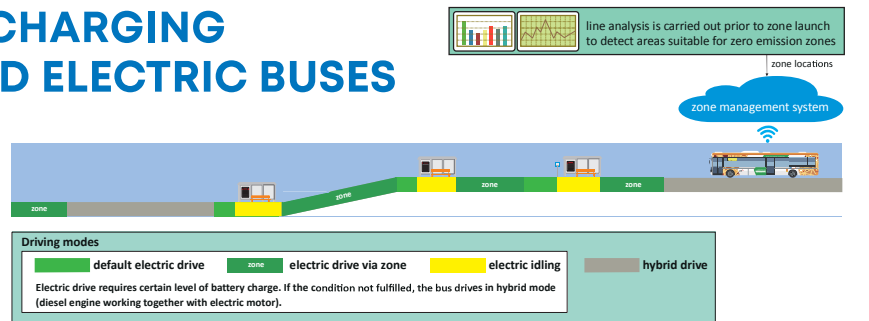 CHARGING
D ELECTRIC BUSES
line analysis is carried out prior to zone launch
to detect areas suitable for zero emission zones
zone locations
zone management system
zone
zone
zone
zone
Driving modes
default electric drive
zone
electric drive via zone
electric idling
hybrid drive
Electric drive requires certain level of battery charge. If the condition not fulfilled, the bus drives in hybrid mode
(diesel engine working together with electric motor).